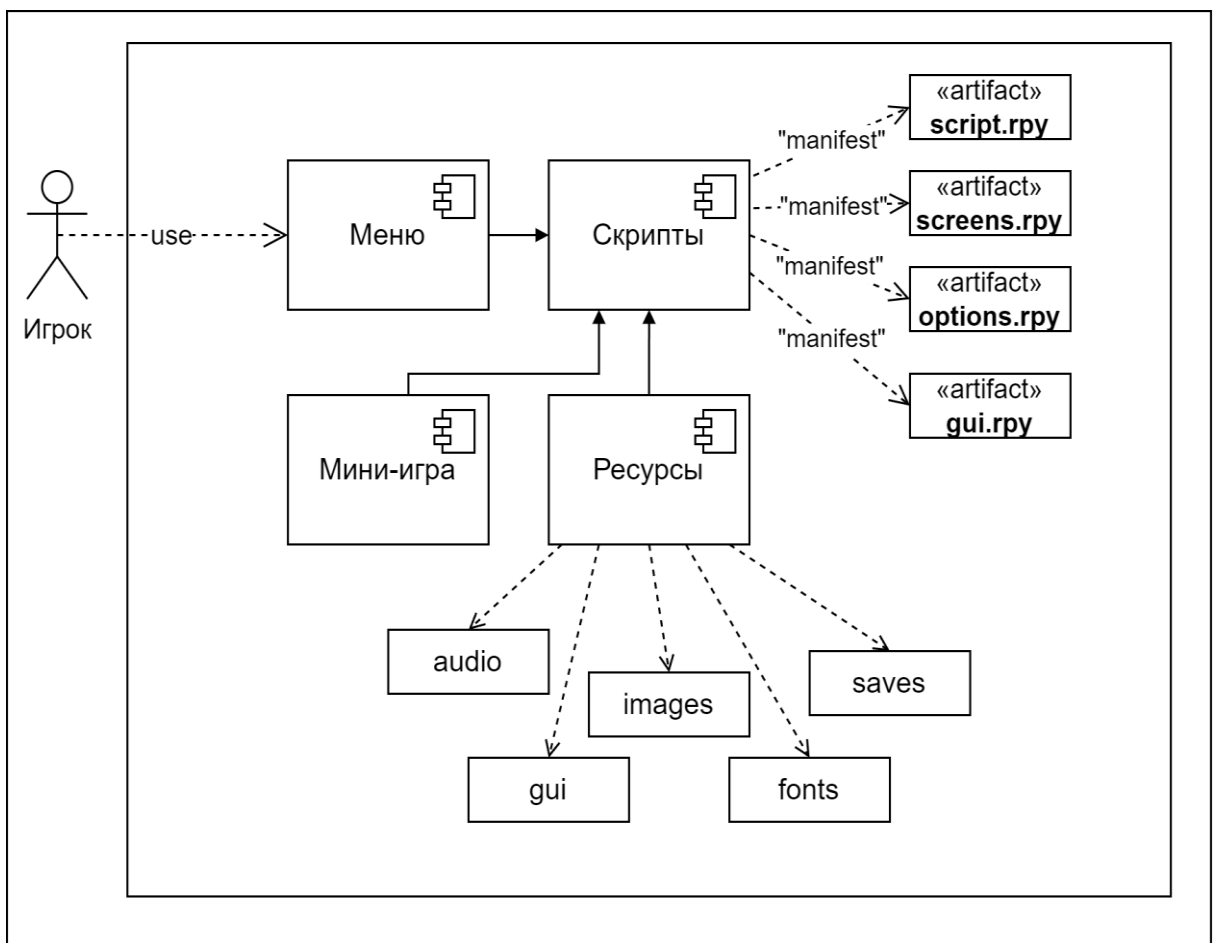 «artifact»
script.rpy
"manifest"
«artifact»
screens.rpy
"manifest"
use
Меню
Скрипты
"manifest"
«artifact»
options.rpy
Игрок
"manifest"
«artifact»
gui.rpy
Мини-игра
Ресурсы
audio
images
saves
gui
fonts